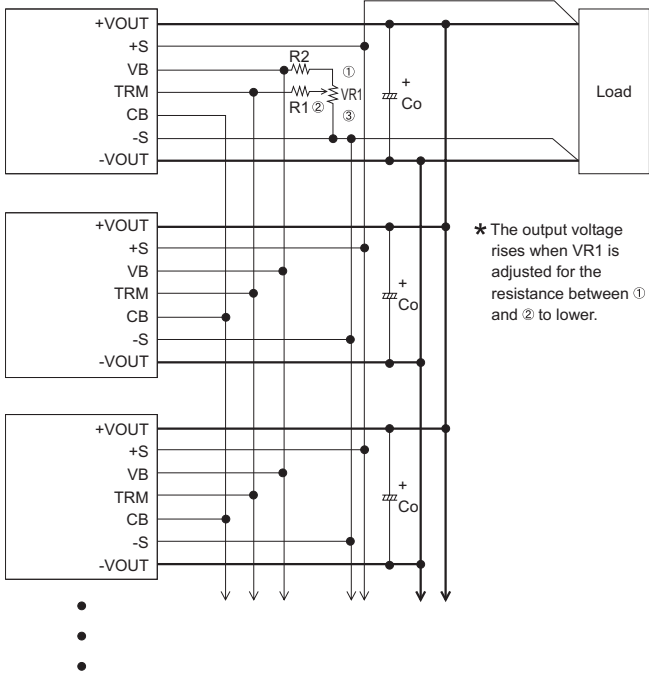 +VOUT
+S
VB
TRM
CB
-S
-VOUT
R2
①
R1 ② VR1
③
+
Co
Load
+VOUT
+S
VB
TRM
CB
-S
-VOUT
+
Co
* The output voltage
rises when VR1 is
adjusted for the
resistance between ①
and ② to lower.
+VOUT
+S
VB
TRM
CB
-S
-VOUT
+
Co